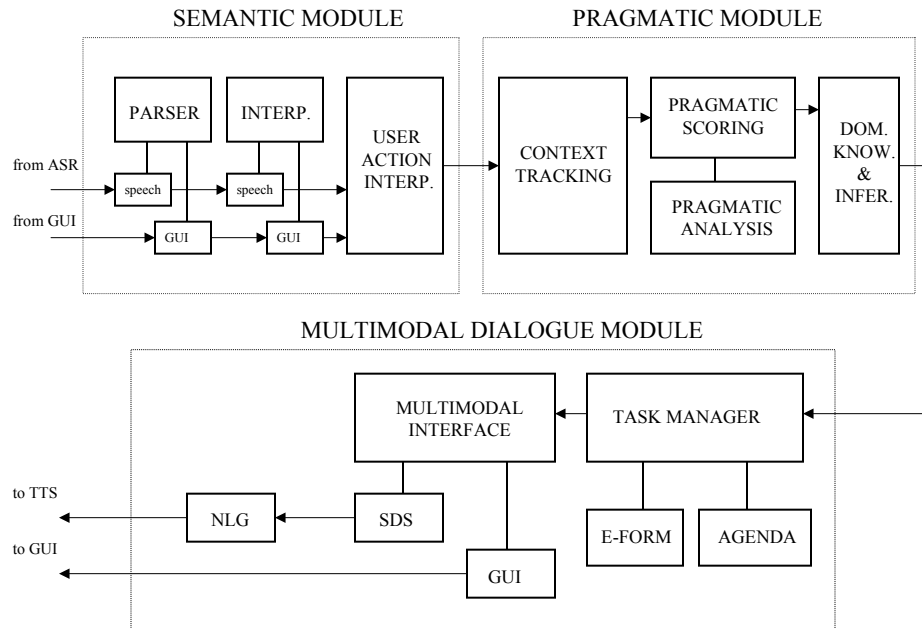 SEMANTIC MODULE
PRAGMATIC MODULE
PARSER
INTERP.
USER
ACTION
INTERP.
from ASR
speech
speech
from GUI
GUI
GUI
CONTEXT
TRACKING
PRAGMATIC
SCORING
PRAGMATIC
ANALYSIS
DOM.
KNOW.
&
INFER.
MULTIMODAL DIALOGUE MODULE
MULTIMODAL
INTERFACE
TASK MANAGER
to TTS
NLG
SDS
E-FORM
AGENDA
to GUI
GUI